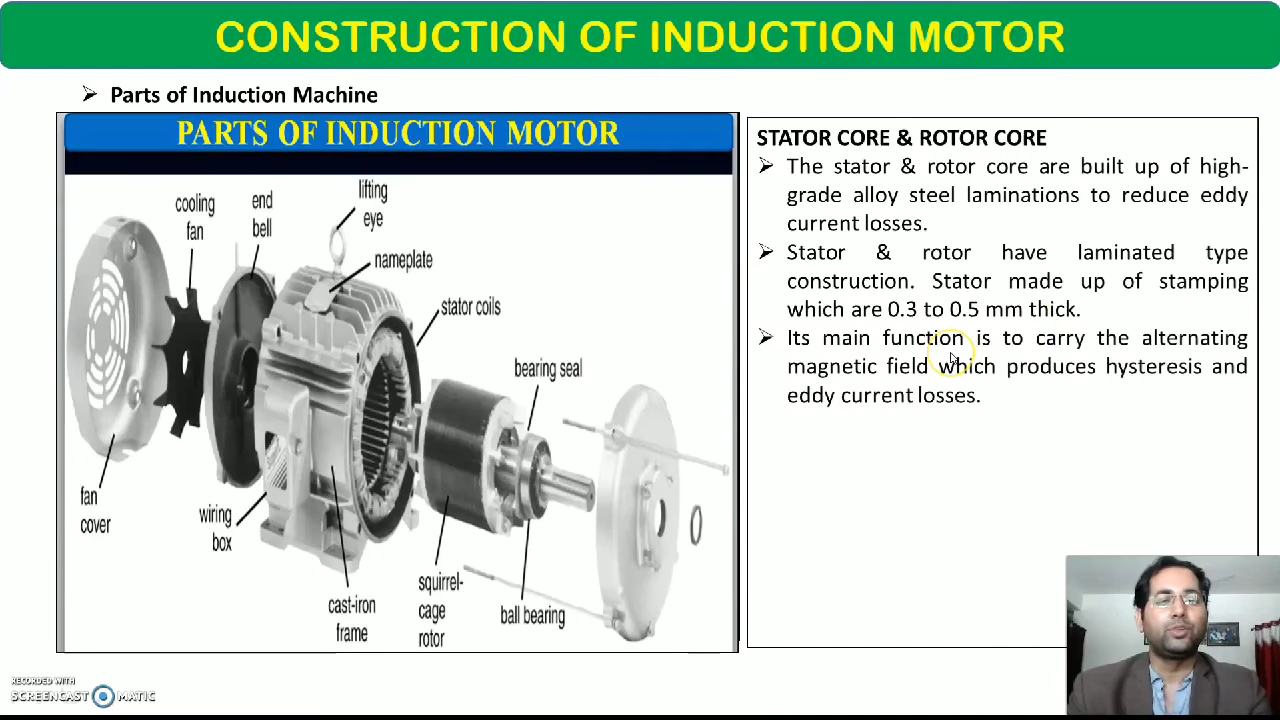 CONSTRUCTION OF INDUCTION MOTOR
➢ Parts of Induction Machine
PARTS OF INDUCTION MOTOR
cooling
fan
end
bell
lifting
eye
nameplate
stator coils
bearing seal
fan
cover
wiring
box
cast-iron
frame
squirrel-
cage
rotor
ball bearing
STATOR CORE & ROTOR CORE
➢ The stator & rotor core are built up of high-
grade alloy steel laminations to reduce eddy
current losses.
➢ Stator & rotor have laminated type
construction. Stator made up of stamping
which are 0.3 to 0.5 mm thick.
➢ Its main function is to carry the alternating
magnetic field which produces hysteresis and
eddy current losses.
RECORDED WITH
SCREENCAST MATIC